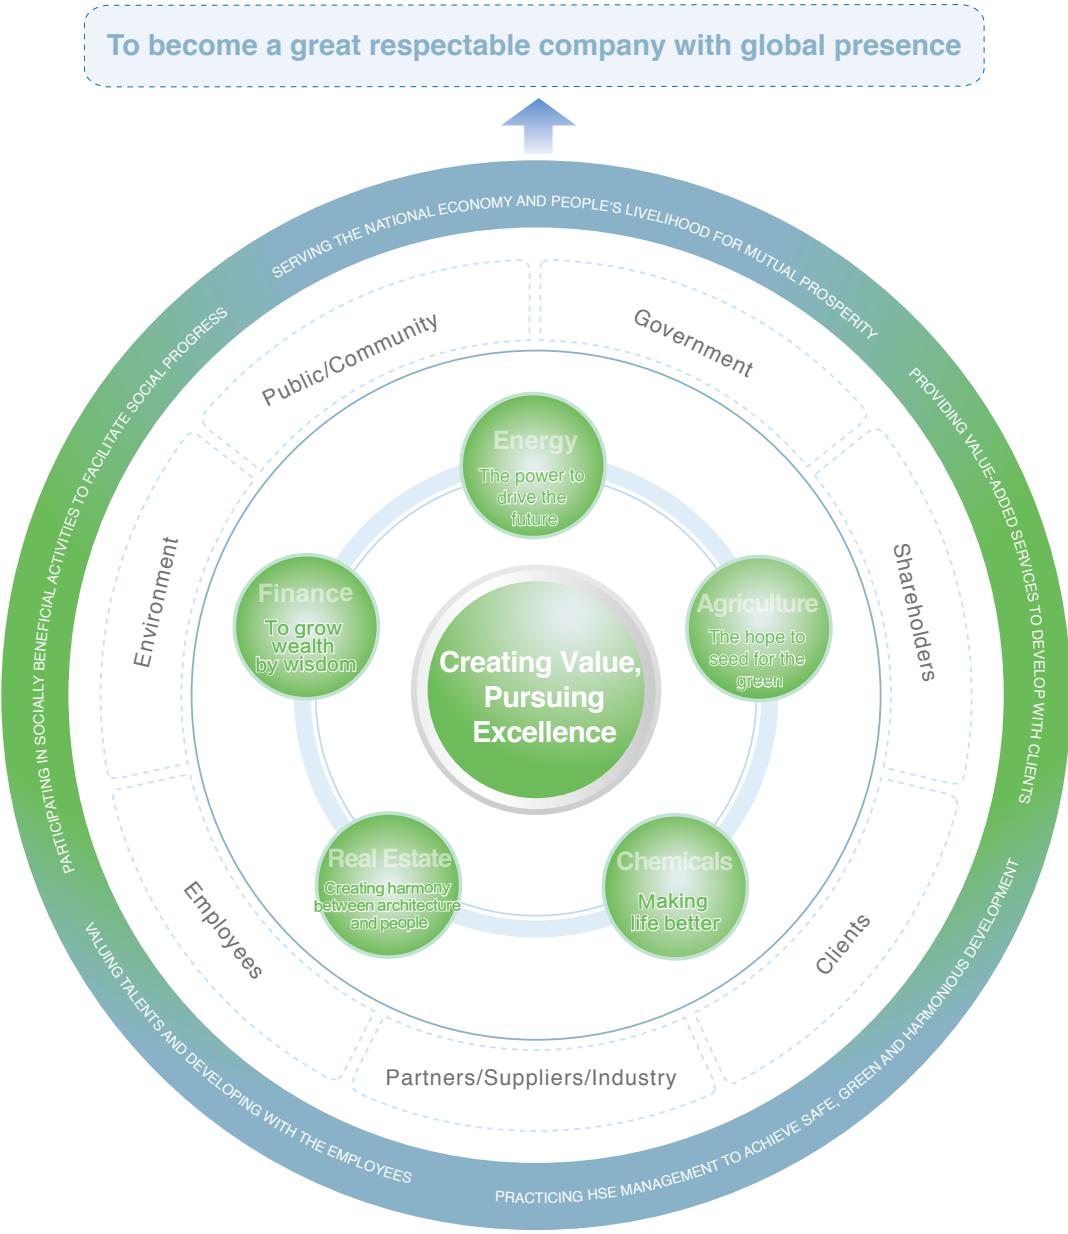 To become a great respectable company with global presence
SERVING THE NATIONAL ECONOMY AND PEOPLE'S LIVELIHOOD FOR MUTUAL PROSPERITY
PROVIDING VALUE-ADDED SERVICES TO DEVELOP WITH CLIENTS
PRACTICING HSE MANAGEMENT TO ACHIEVE SAFE, GREEN AND HARMONIOUS DEVELOPMENT
VALUING TALENTS AND DEVELOPING WITH THE EMPLOYEES
PARTICIPATING IN SOCIALLY BENEFICIAL ACTIVITIES TO FACILITATE SOCIAL PROGRESS
Public/Community
Government
Shareholders
Clients
Partners/Suppliers/Industry
Employees
Environment
Energy
The power to
drive the
future
Agriculture
The hope to
seed for the
green
Chemicals
Making
life better
Real Estate
Creating harmony
between architecture
and people
Finance
To grow
wealth
by wisdom
Creating Value,
Pursuing
Excellence